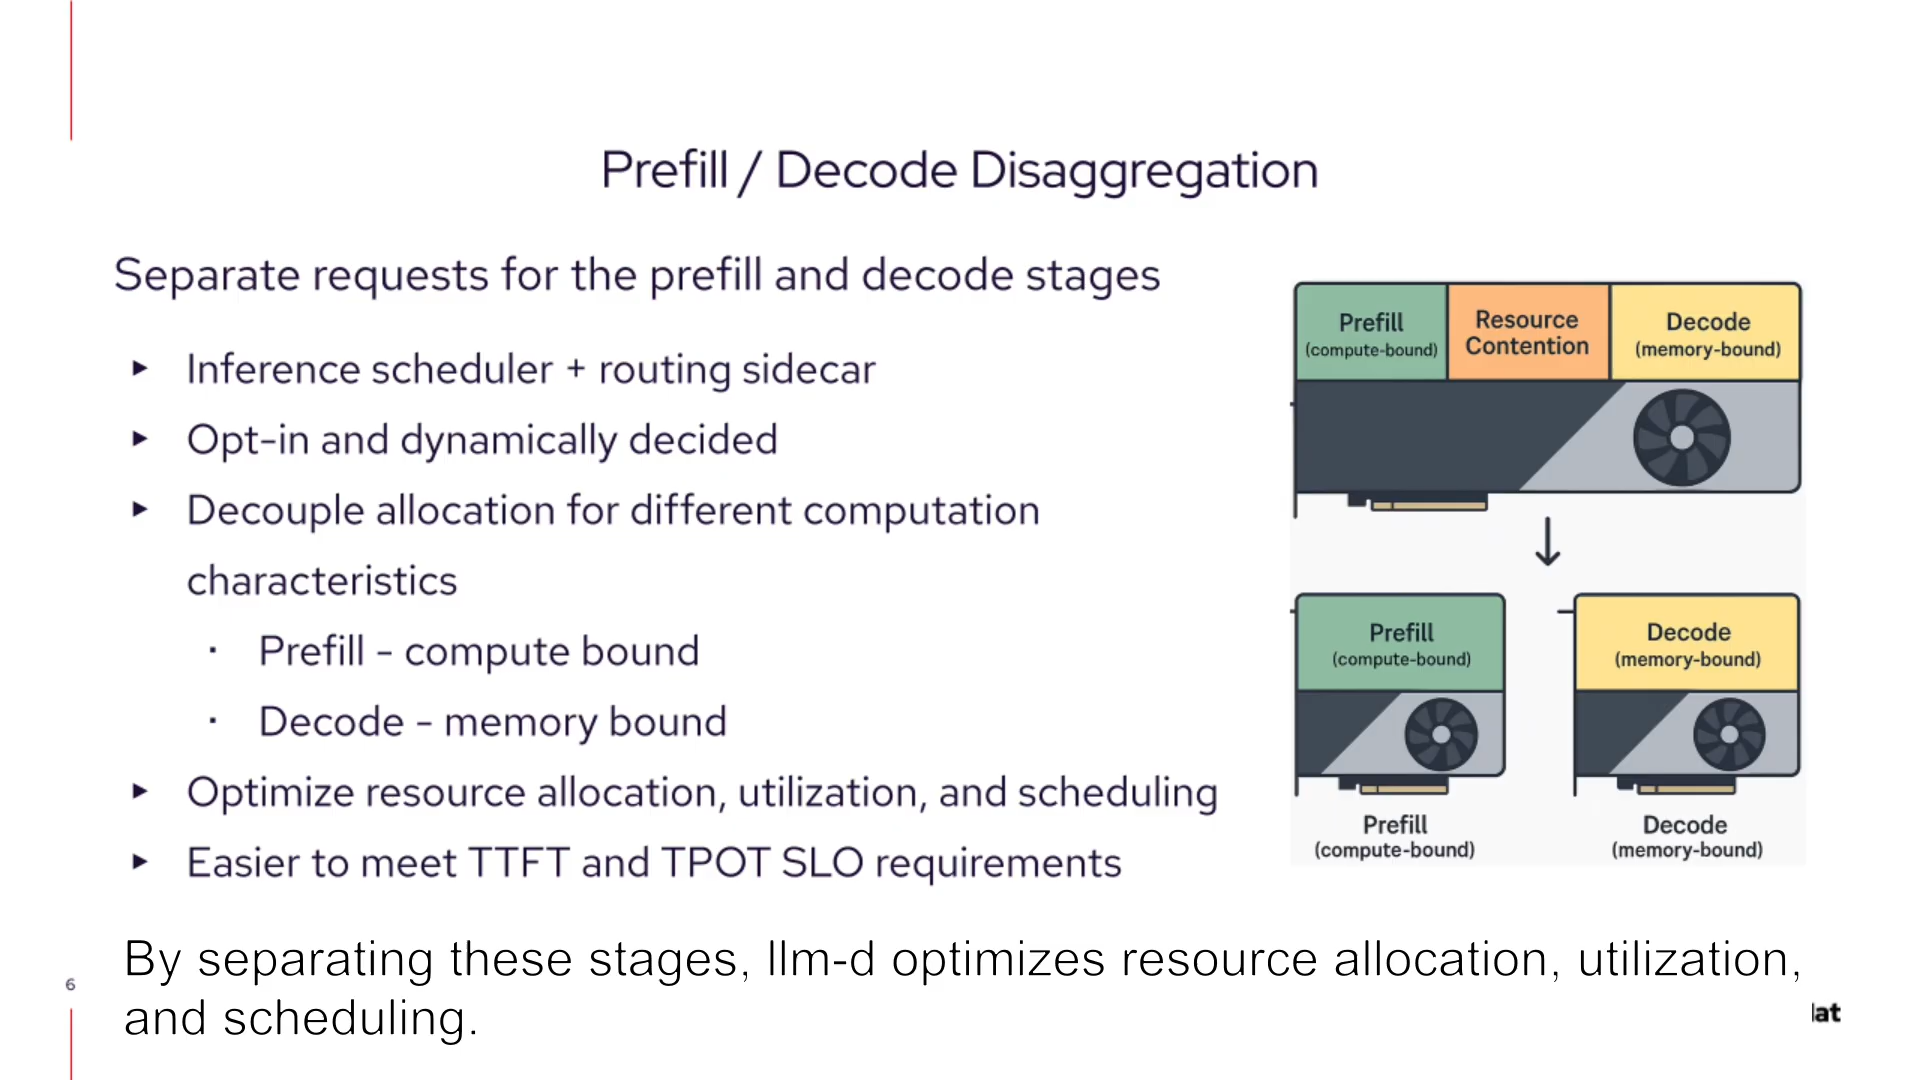 Prefill / Decode Disaggregation
Separate requests for the prefill and decode stages
▸ Inference scheduler + routing sidecar
▸ Opt-in and dynamically decided
▸ Decouple allocation for different computation
characteristics
· Prefill - compute bound
· Decode - memory bound
▸ Optimize resource allocation, utilization, and scheduling
▸ Easier to meet TTFT and TPOT SLO requirements
Prefill
(compute-bound)
Resource
Contention
Decode
(memory-bound)
Prefill
(compute-bound)
Decode
(memory-bound)
Prefill
(compute-bound)
Decode
(memory-bound)
By separating these stages, llm-d optimizes resource allocation, utilization,
and scheduling.
6